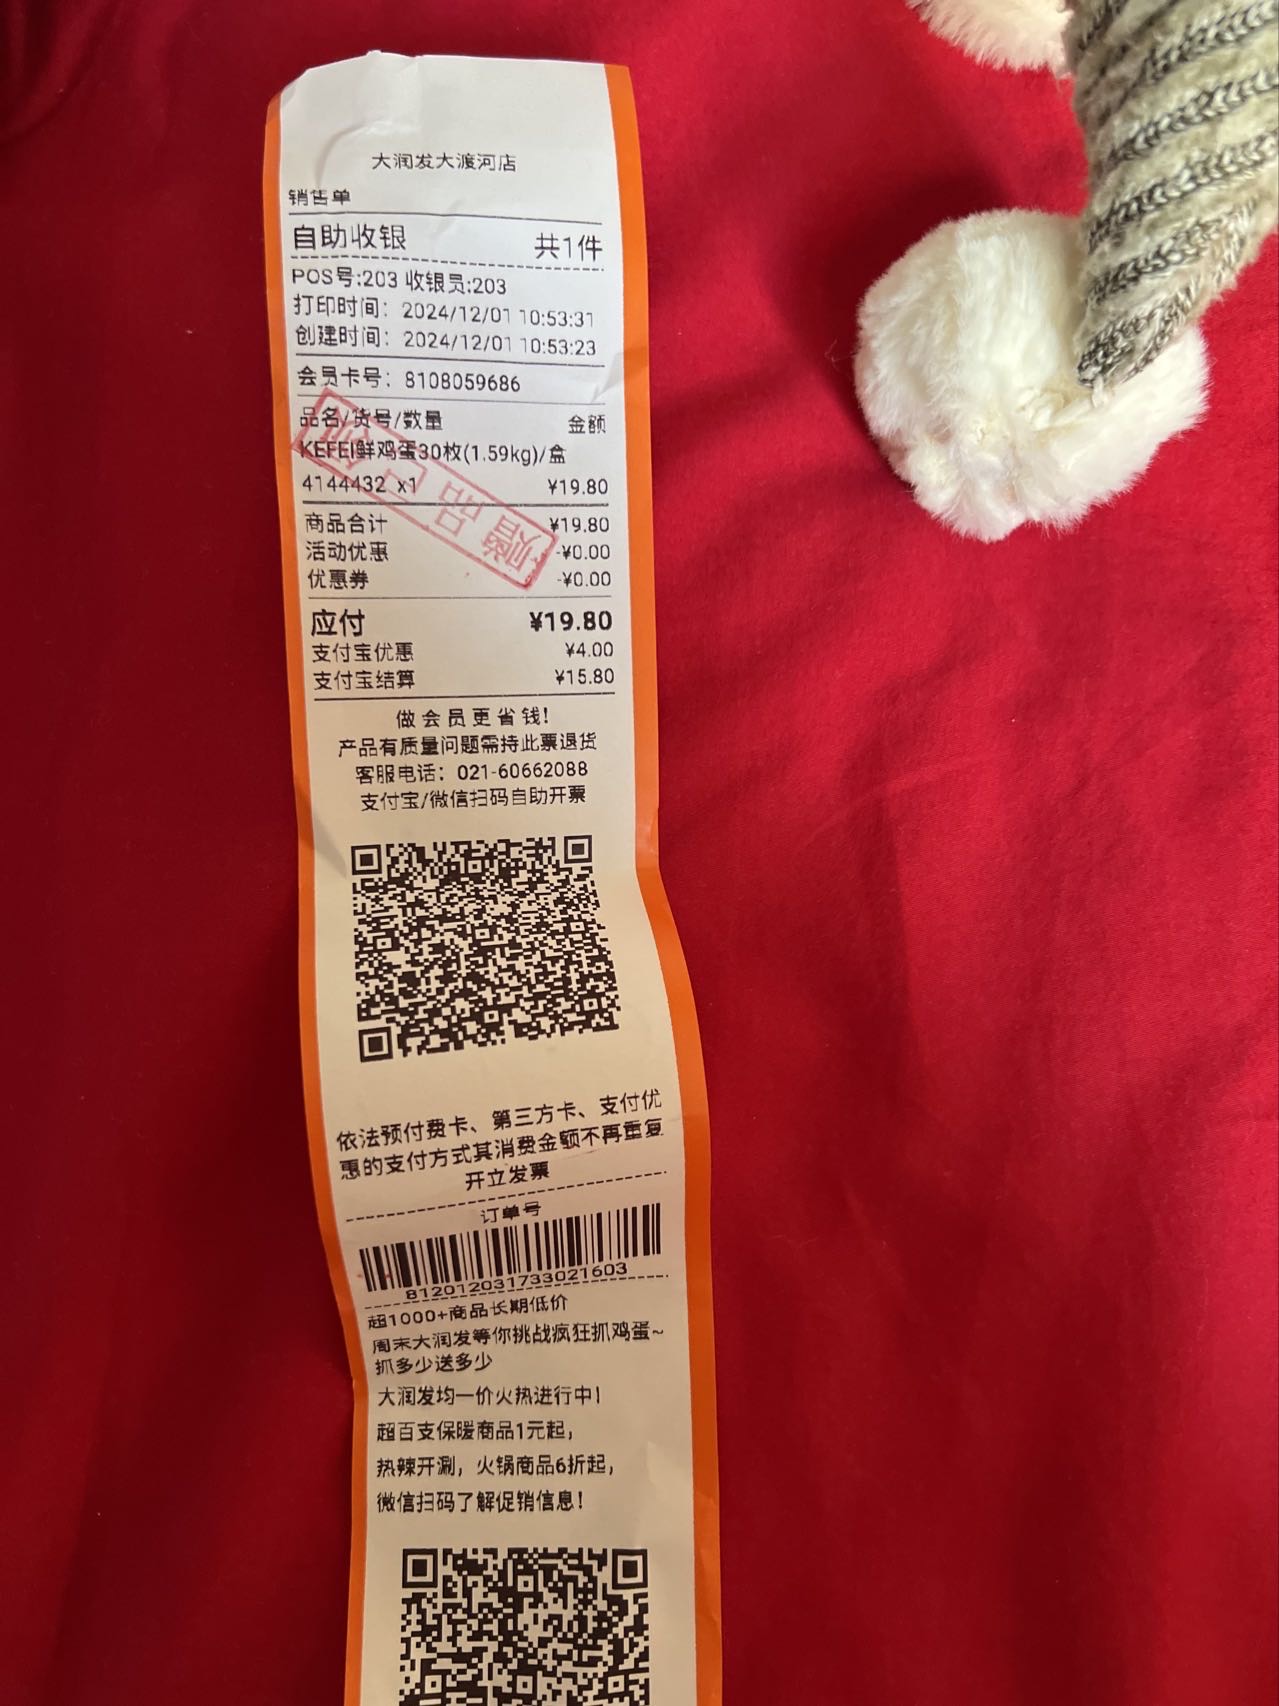 大润发大渡河店
销售单
自助收银 共1件
POS号:203 收银员:203
打印时间： 2024/12/01 10:53:31
创建时间： 2024/12/01 10:53:23
会员卡号： 8108059686
品名/货号/数量 金额
KEFEI鲜鸡蛋30枚(1.59kg)/盒
4144432 x1 ¥19.80
赠品已领
商品合计 ¥19.80
活动优惠 -¥0.00
优惠券 -¥0.00
应付 ¥19.80
支付宝优惠 ¥4.00
支付宝结算 ¥15.80
做会员更省钱!
产品有质量问题需持此票退货
客服电话： 021-60662088
支付宝/微信扫码自助开票
依法预付费卡、第三方卡、支付优
惠的支付方式其消费金额不再重复
开立发票
订单号
812012031733021603
超1000+商品长期低价
周末大润发等你挑战疯狂抓鸡蛋~
抓多少送多少
大润发均一价火热进行中!
超百支保暖商品1元起，
热辣开涮，火锅商品6折起，
微信扫码了解促销信息!